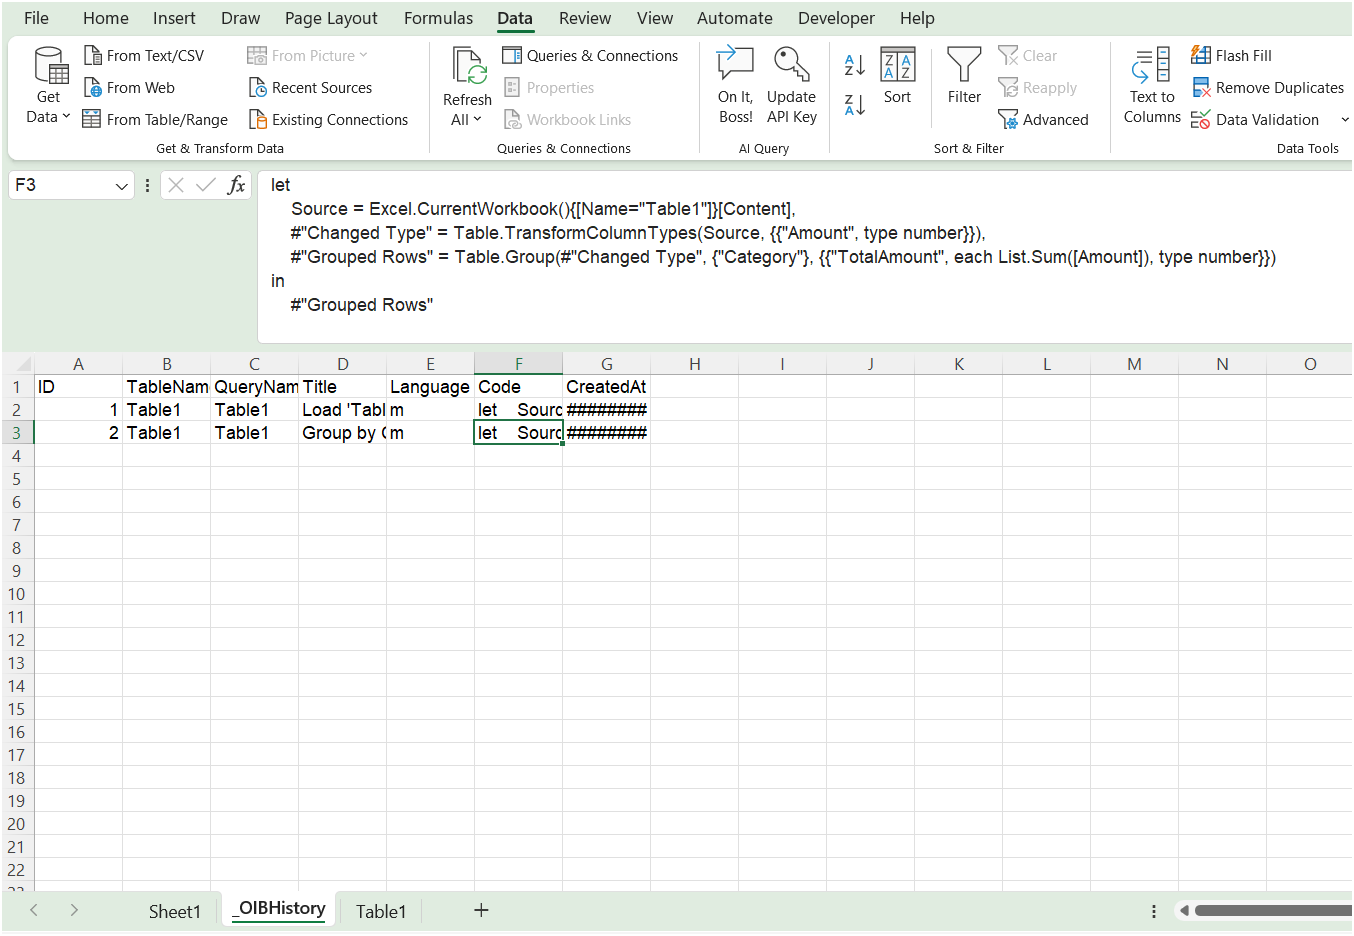 File Home Insert Draw Page Layout Formulas Data Review View Automate Developer Help
Get Data
From Text/CSV
From Web
From Table/Range
From Picture
Recent Sources
Existing Connections
Get & Transform Data
Refresh All
Queries & Connections
Properties
Workbook Links
Queries & Connections
On It, Boss!
Update API Key
AI Query
Sort
Filter
Clear
Reapply
Advanced
Sort & Filter
Text to Columns
Flash Fill
Remove Duplicates
Data Validation
Data Tools
F3
fx
let
Source = Excel.CurrentWorkbook(){[Name="Table1"]}[Content],
#"Changed Type" = Table.TransformColumnTypes(Source, {{"Amount", type number}}),
#"Grouped Rows" = Table.Group(#"Changed Type", {"Category"}, {{"TotalAmount", each List.Sum([Amount]), type number}})
in
#"Grouped Rows"
A B C D E F G H I J K L M N O
1 ID TableNam QueryNam Title Language Code CreatedAt
2 1 Table1 Table1 Load 'Tabl m let Sourc ########
3 2 Table1 Table1 Group by C m let Sourc ########
4
5
6
7
8
9
10
11
12
13
14
15
16
17
18
19
20
21
22
23
Sheet1 _OIBHistory Table1 +